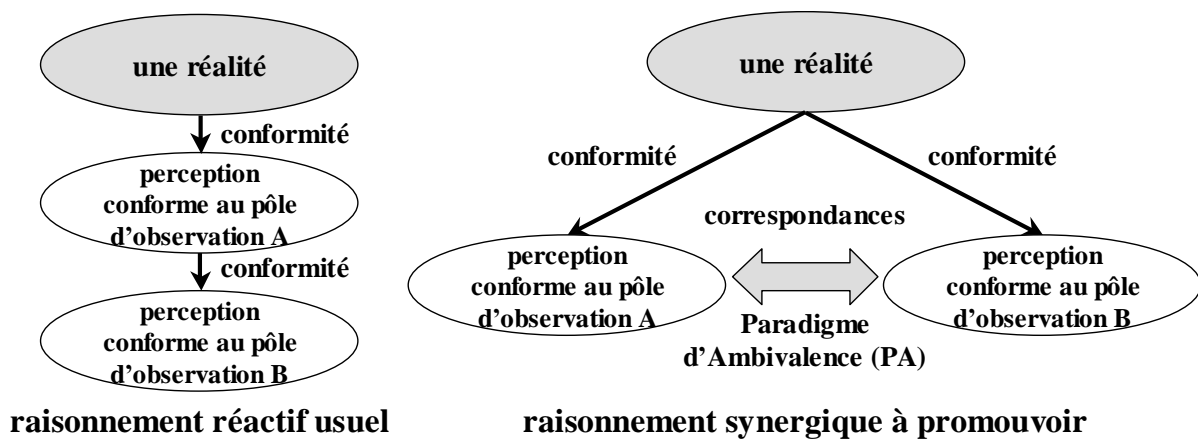 une réalité
conformité
perception
conforme au pôle
d'observation A
conformité
perception
conforme au pôle
d'observation B
raisonnement réactif usuel
une réalité
conformité
conformité
correspondances
perception
conforme au pôle
d'observation A
perception
conforme au pôle
d'observation B
Paradigme
d'Ambivalence (PA)
raisonnement synergique à promouvoir